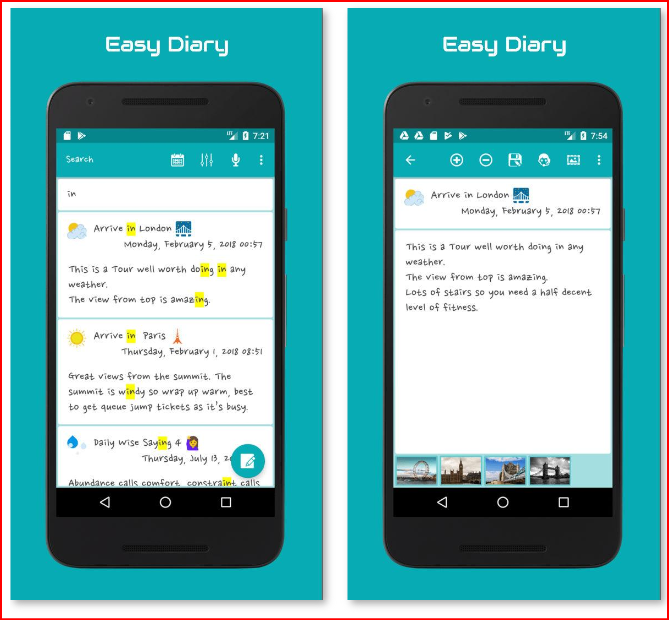 Easy Diary
7:21
Search
in
Arrive in London
Monday, February 5, 2018 00:57
This is a Tour well worth doing in any
weather.
The view from top is amazing.
Arrive in Paris
Thursday, February 1, 2018 08:51
Great views from the summit. The
summit is windy so wrap up warm, best
to get queue jump tickets as it's busy.
Daily Wise Saying 4
Thursday, July 13, 2
Abundance calls comfort, constraint calls
Easy Diary
7:54
Arrive in London
Monday, February 5, 2018 00:57
This is a Tour well worth doing in any
weather.
The view from top is amazing.
Lots of stairs so you need a half decent
level of fitness.